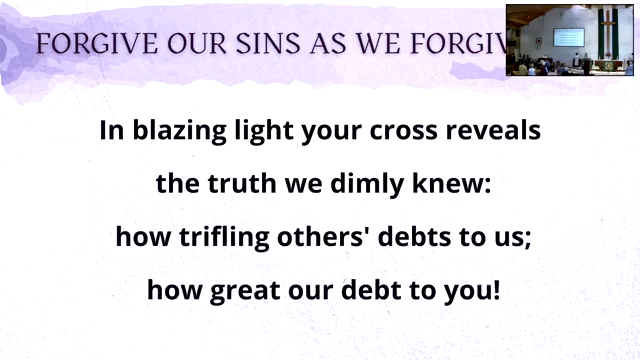 FORGIVE OUR SINS AS WE FORGIV
In blazing light your cross reveals
the truth we dimly knew:
how trifling others' debts to us;
how great our debt to you!